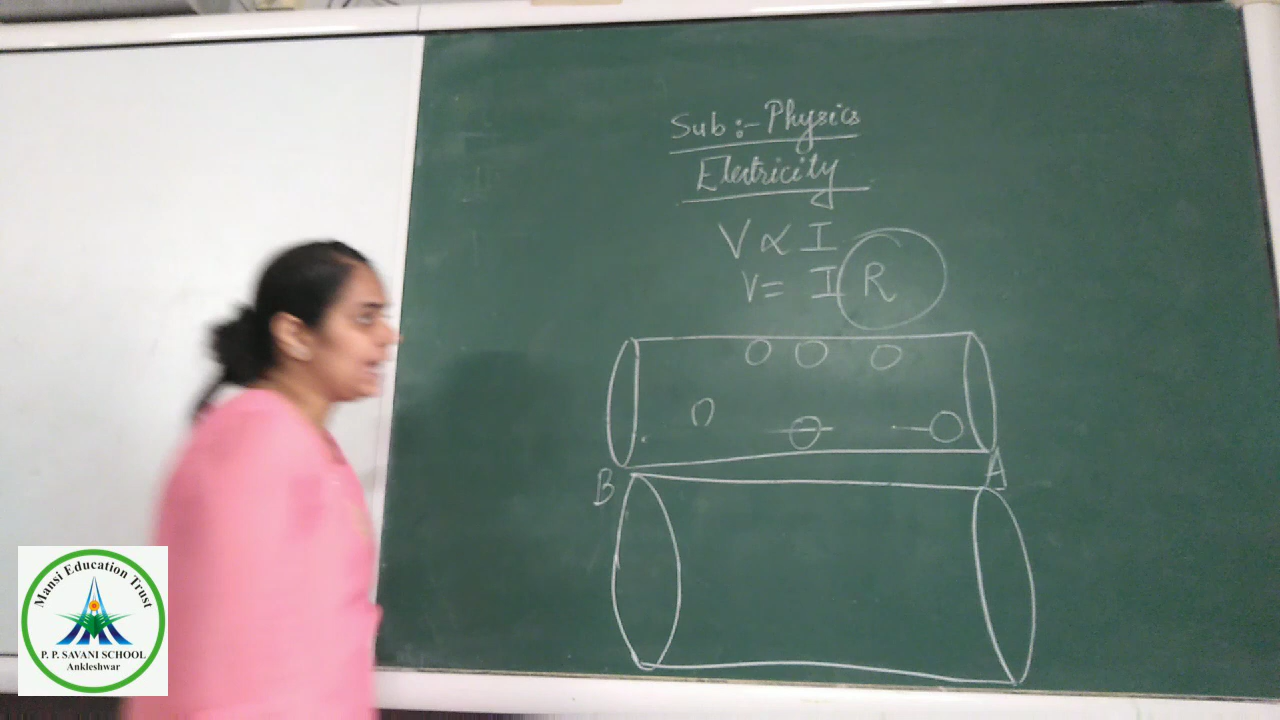 Sub :- Physics
Electricity
V ∝ I
V = I R
B
A
Mansi Education Trust
P. P. SAVANI SCHOOL
Ankleshwar